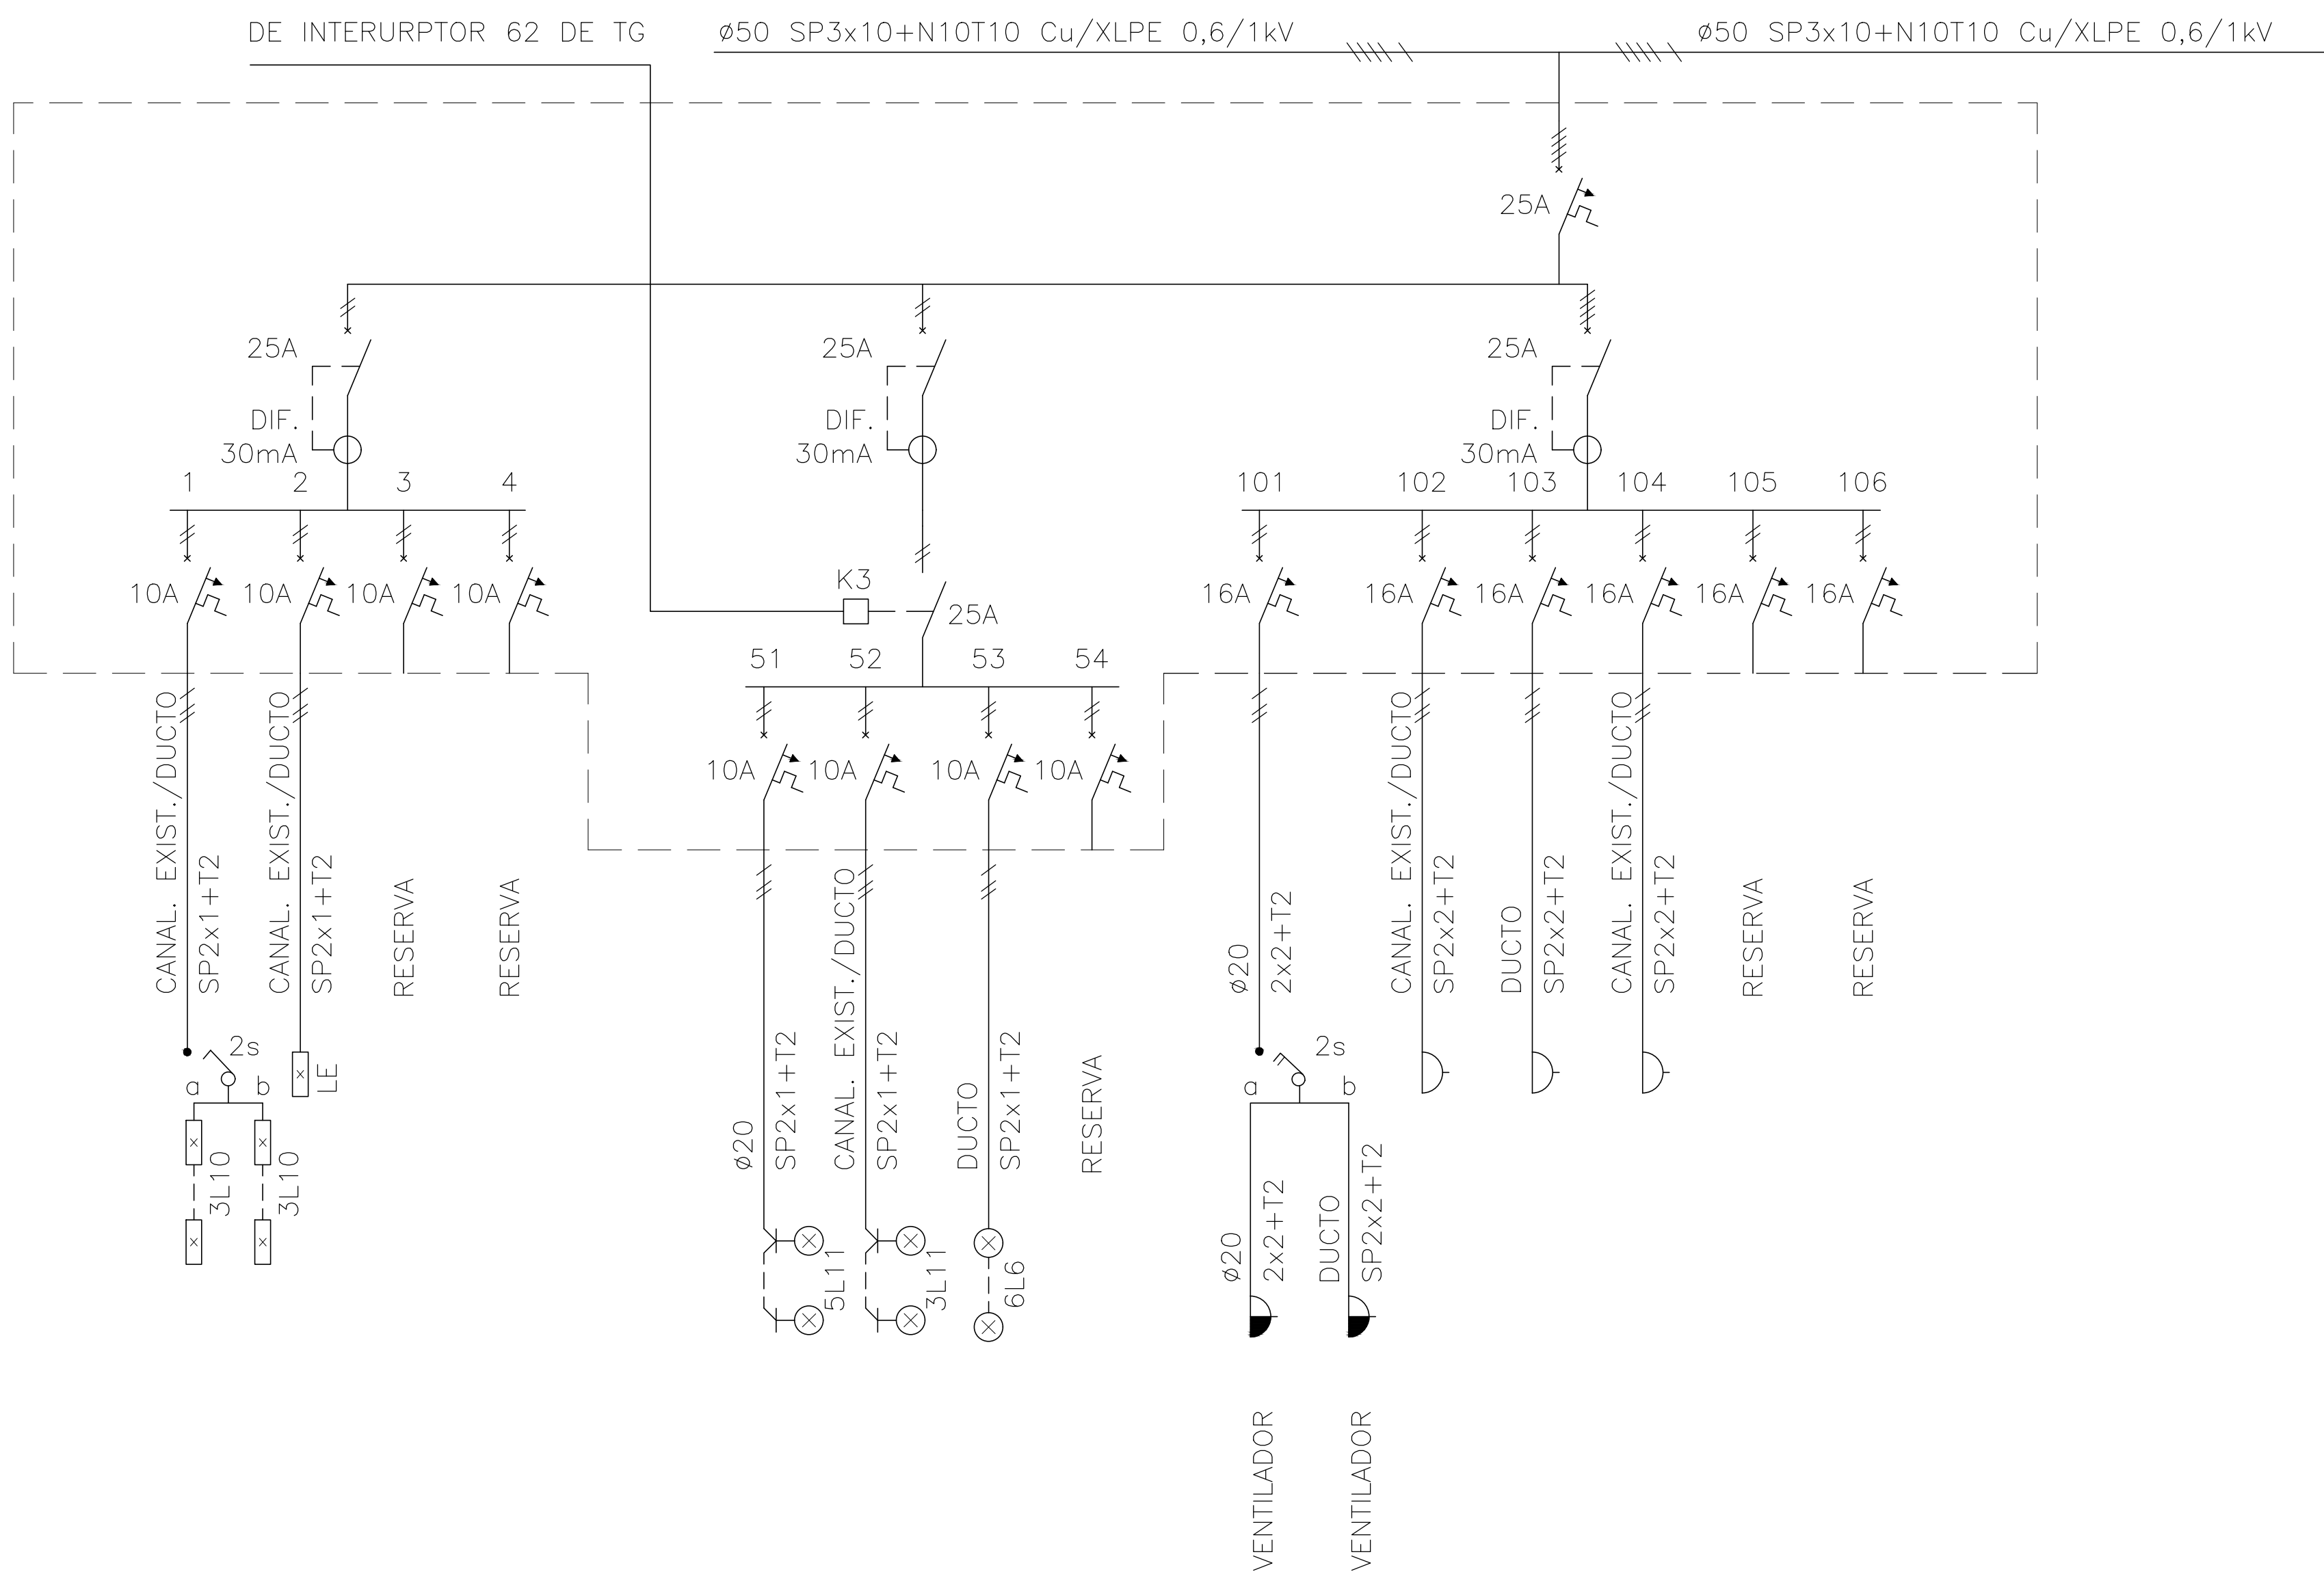 DE INTERURPTOR 62 DE TG
ø50 SP3x10+N10T10 Cu/XLPE 0,6/1kV
ø50 SP3x10+N10T10 Cu/XLPE 0,6/1kV
25A
25A
DIF.
30mA
25A
DIF.
30mA
25A
DIF.
30mA
1
2
3
4
101
102
103
104
105
106
10A
10A
10A
10A
K3
25A
16A
16A
16A
16A
16A
16A
51
52
53
54
10A
10A
10A
10A
CANAL. EXIST./DUCTO
SP2x1+T2
CANAL. EXIST./DUCTO
SP2x1+T2
RESERVA
RESERVA
2s
a
b
LE
3L10
3L10
ø20
SP2x1+T2
CANAL. EXIST./DUCTO
SP2x1+T2
DUCTO
SP2x1+T2
RESERVA
5L11
3L11
6L6
ø20
2x2+T2
CANAL. EXIST./DUCTO
SP2x2+T2
DUCTO
SP2x2+T2
CANAL. EXIST./DUCTO
SP2x2+T2
RESERVA
RESERVA
2s
a
b
ø20
2x2+T2
DUCTO
SP2x2+T2
VENTILADOR
VENTILADOR